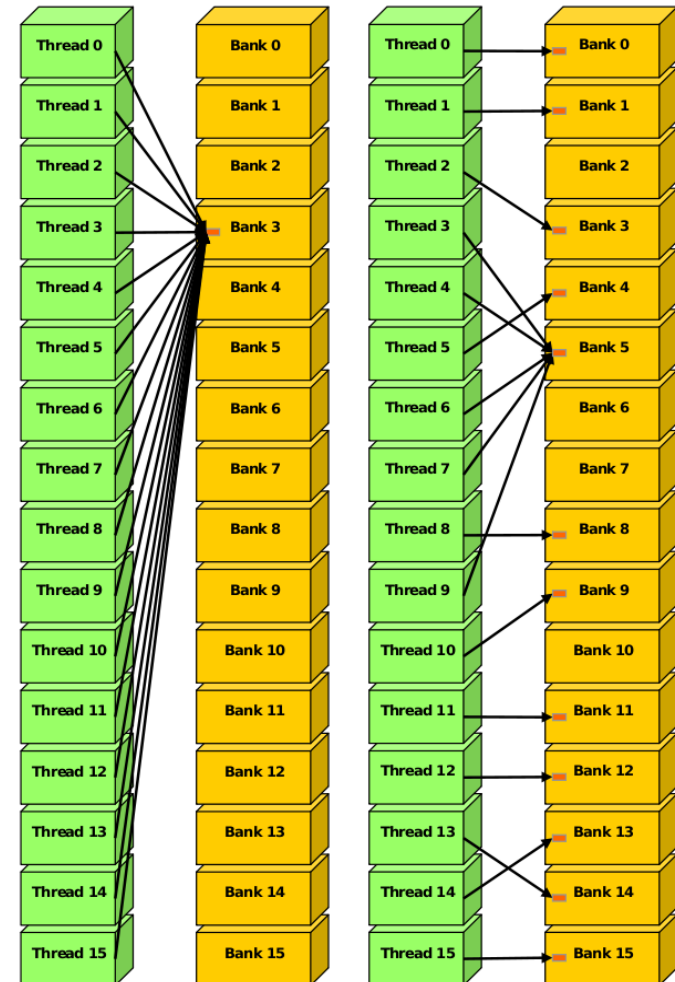 Thread 0
Thread 1
Thread 2
Thread 3
Thread 4
Thread 5
Thread 6
Thread 7
Thread 8
Thread 9
Thread 10
Thread 11
Thread 12
Thread 13
Thread 14
Thread 15
Bank 0
Bank 1
Bank 2
Bank 3
Bank 4
Bank 5
Bank 6
Bank 7
Bank 8
Bank 9
Bank 10
Bank 11
Bank 12
Bank 13
Bank 14
Bank 15
Thread 0
Thread 1
Thread 2
Thread 3
Thread 4
Thread 5
Thread 6
Thread 7
Thread 8
Thread 9
Thread 10
Thread 11
Thread 12
Thread 13
Thread 14
Thread 15
Bank 0
Bank 1
Bank 2
Bank 3
Bank 4
Bank 5
Bank 6
Bank 7
Bank 8
Bank 9
Bank 10
Bank 11
Bank 12
Bank 13
Bank 14
Bank 15